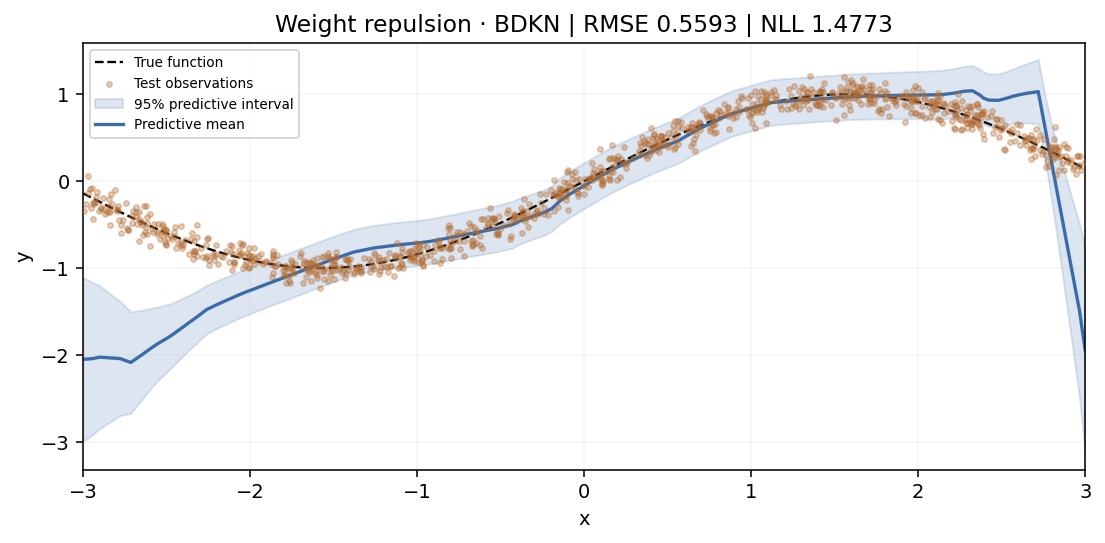 Weight repulsion · BDKN | RMSE 0.5593 | NLL 1.4773
True function
Test observations
95% predictive interval
Predictive mean
y
1
0
−1
−2
−3
−3
−2
−1
0
1
2
3
x